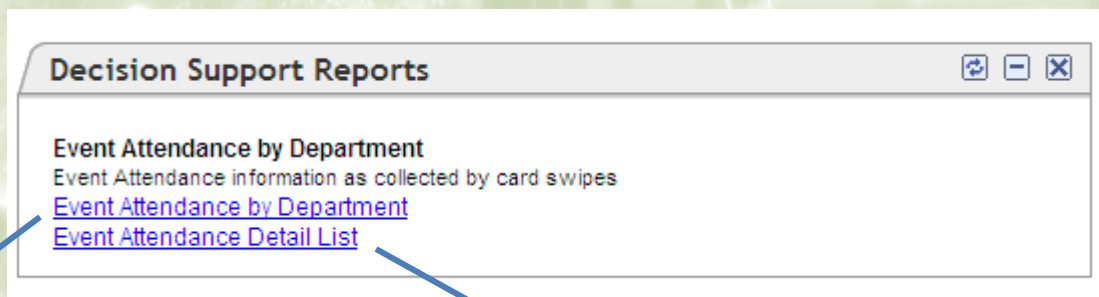 Decision Support Reports
Event Attendance by Department
Event Attendance information as collected by card swipes
Event Attendance by Department
Event Attendance Detail List